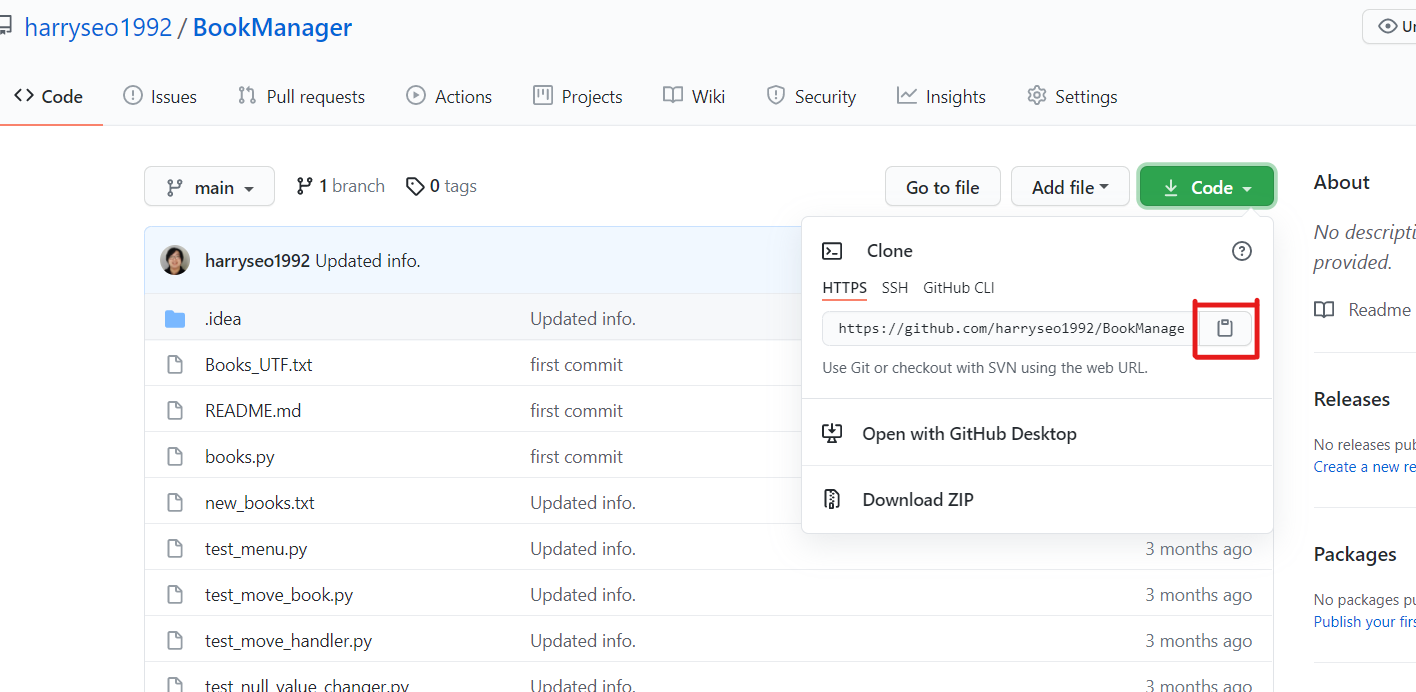 harryseo1992 / BookManager
Code Issues Pull requests Actions Projects Wiki Security Insights Settings
main 1 branch 0 tags Go to file Add file Code
harryseo1992 Updated info.
.idea Updated info.
Books_UTF.txt first commit
README.md first commit
books.py first commit
new_books.txt Updated info.
test_menu.py Updated info. 3 months ago
test_move_book.py Updated info. 3 months ago
test_move_handler.py Updated info. 3 months ago
test_null_value_changer.py Updated info. 3 months ago
Clone
HTTPS SSH GitHub CLI
https://github.com/harryseo1992/BookManage
Use Git or checkout with SVN using the web URL.
Open with GitHub Desktop
Download ZIP
About
No descripti
provided.
Readme
Releases
No releases pub
Create a new re
Packages
No packages pu
Publish your firs